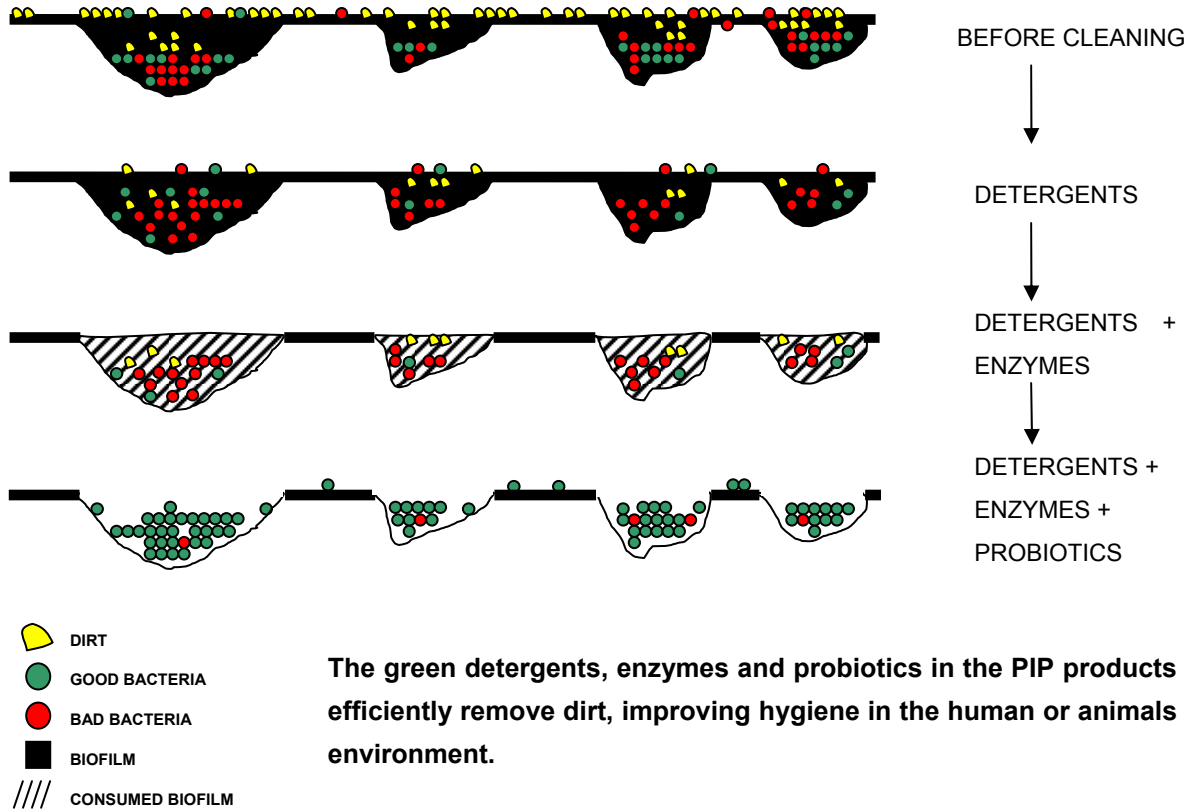 BEFORE CLEANING
DETERGENTS
DETERGENTS +
ENZYMES
DETERGENTS +
ENZYMES +
PROBIOTICS
DIRT
GOOD BACTERIA
BAD BACTERIA
BIOFILM
CONSUMED BIOFILM
The green detergents, enzymes and probiotics in the PIP products
efficiently remove dirt, improving hygiene in the human or animals
environment.